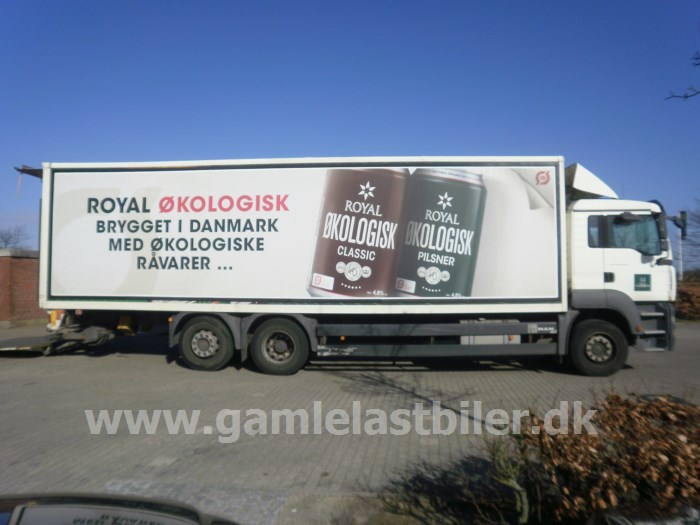 ROYAL ØKOLOGISK
BRYGGET I DANMARK
MED ØKOLOGISKE
RÅVARER ...
ROYAL
ØKOLOGISK
CLASSIC
ROYAL
ØKOLOGISK
PILSNER
www.gamlelastbiler.dk